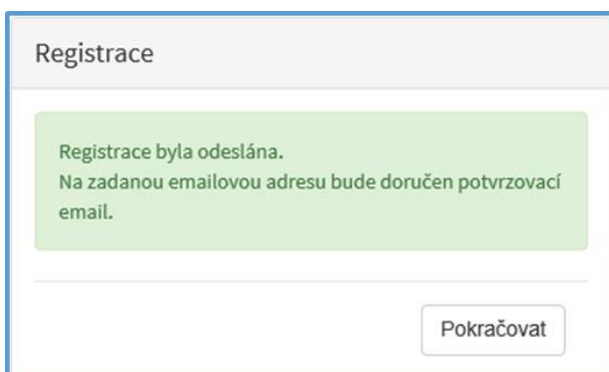 Registrace
Registrace byla odeslána.
Na zadanou emailovou adresu bude doručen potvrzovací
email.
Pokračovat